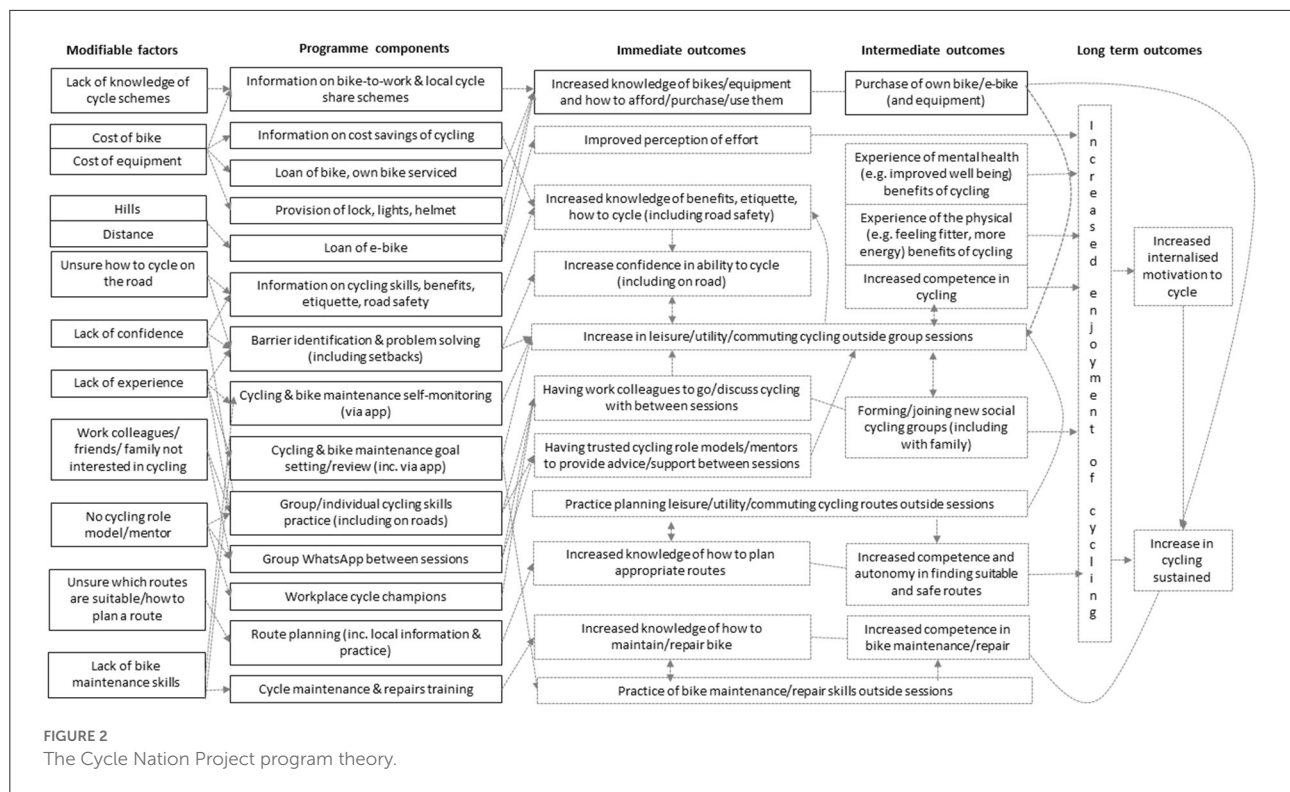 Modifiable factors
Programme components
Immediate outcomes
Intermediate outcomes
Long term outcomes
Lack of knowledge of
cycle schemes
Cost of bike
Cost of equipment
Hills
Distance
Unsure how to cycle on
the road
Lack of confidence
Lack of experience
Work colleagues/
friends/ family not
interested in cycling
No cycling role
model/mentor
Unsure which routes
are suitable/how to
plan a route
Lack of bike
maintenance skills
Information on bike-to-work & local cycle
share schemes
Information on cost savings of cycling
Loan of bike, own bike serviced
Provision of lock, lights, helmet
Loan of e-bike
Information on cycling skills, benefits,
etiquette, road safety
Barrier identification & problem solving
(including setbacks)
Cycling & bike maintenance self-monitoring
(via app)
Cycling & bike maintenance goal
setting/review (inc. via app)
Group/individual cycling skills
practice (including on roads)
Group WhatsApp between sessions
Workplace cycle champions
Route planning (inc. local information &
practice)
Cycle maintenance & repairs training
Increased knowledge of bikes/equipment
and how to afford/purchase/use them
Improved perception of effort
Increased knowledge of benefits, etiquette,
how to cycle (including road safety)
Increase confidence in ability to cycle
(including on road)
Increase in leisure/utility/commuting cycling outside group sessions
Having work colleagues to go/discuss cycling
with between sessions
Having trusted cycling role models/mentors
to provide advice/support between sessions
Practice planning leisure/utility/commuting cycling routes outside sessions
Increased knowledge of how to plan
appropriate routes
Increased knowledge of how to
maintain/repair bike
Practice of bike maintenance/repair skills outside sessions
Purchase of own bike/e-bike
(and equipment)
Experience of mental health
(e.g. improved well being)
benefits of cycling
Experience of the physical
(e.g. feeling fitter, more
energy) benefits of cycling
Increased competence in
cycling
Forming/joining new social
cycling groups (including
with family)
Increased competence and
autonomy in finding suitable
and safe routes
Increased competence in
bike maintenance/repair
Increased enjoyment of cycling
Increased
internalised
motivation to
cycle
Increase in
cycling
sustained
FIGURE 2
The Cycle Nation Project program theory.